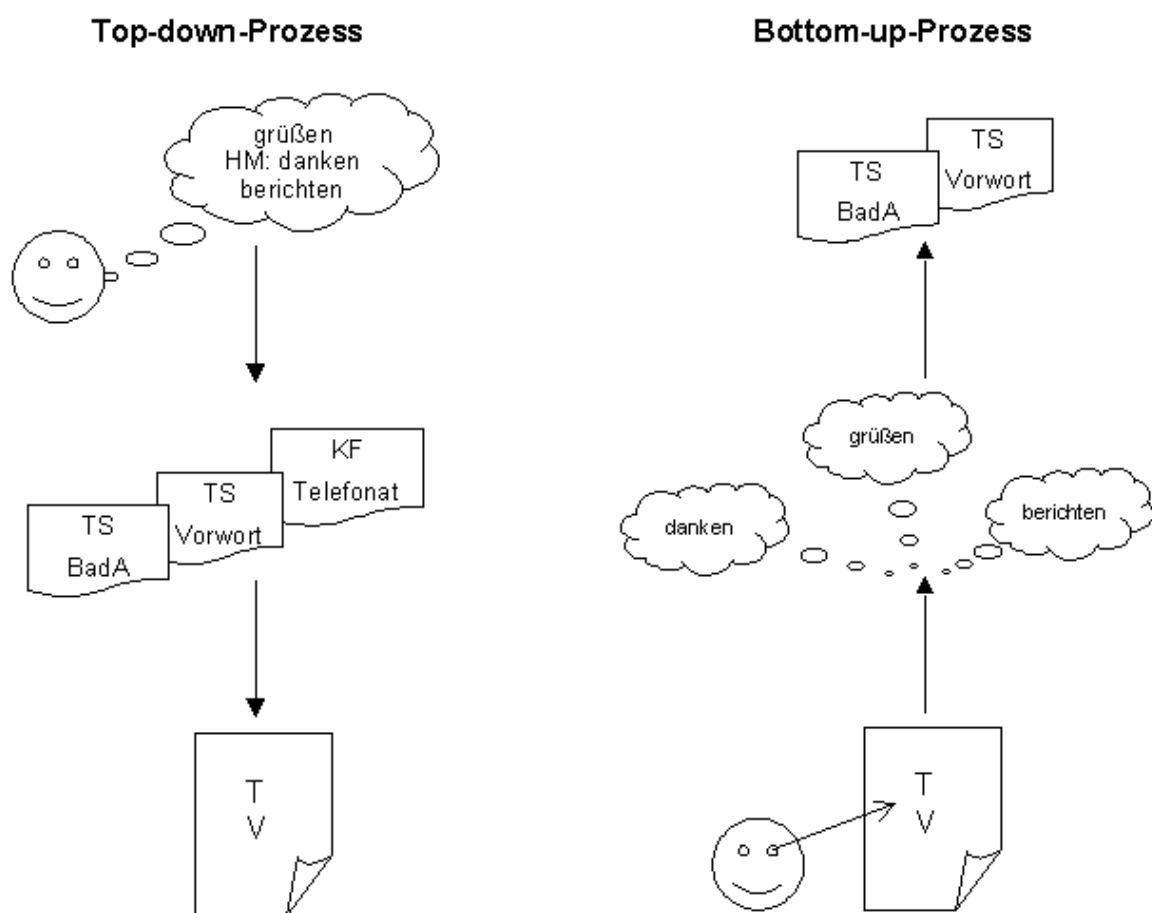 Top-down-Prozess
grüßen
HM: danken
berichten
KF
Telefonat
TS
Vorwort
TS
BadA
T
V
Bottom-up-Prozess
TS
Vorwort
TS
BadA
grüßen
danken
berichten
T
V